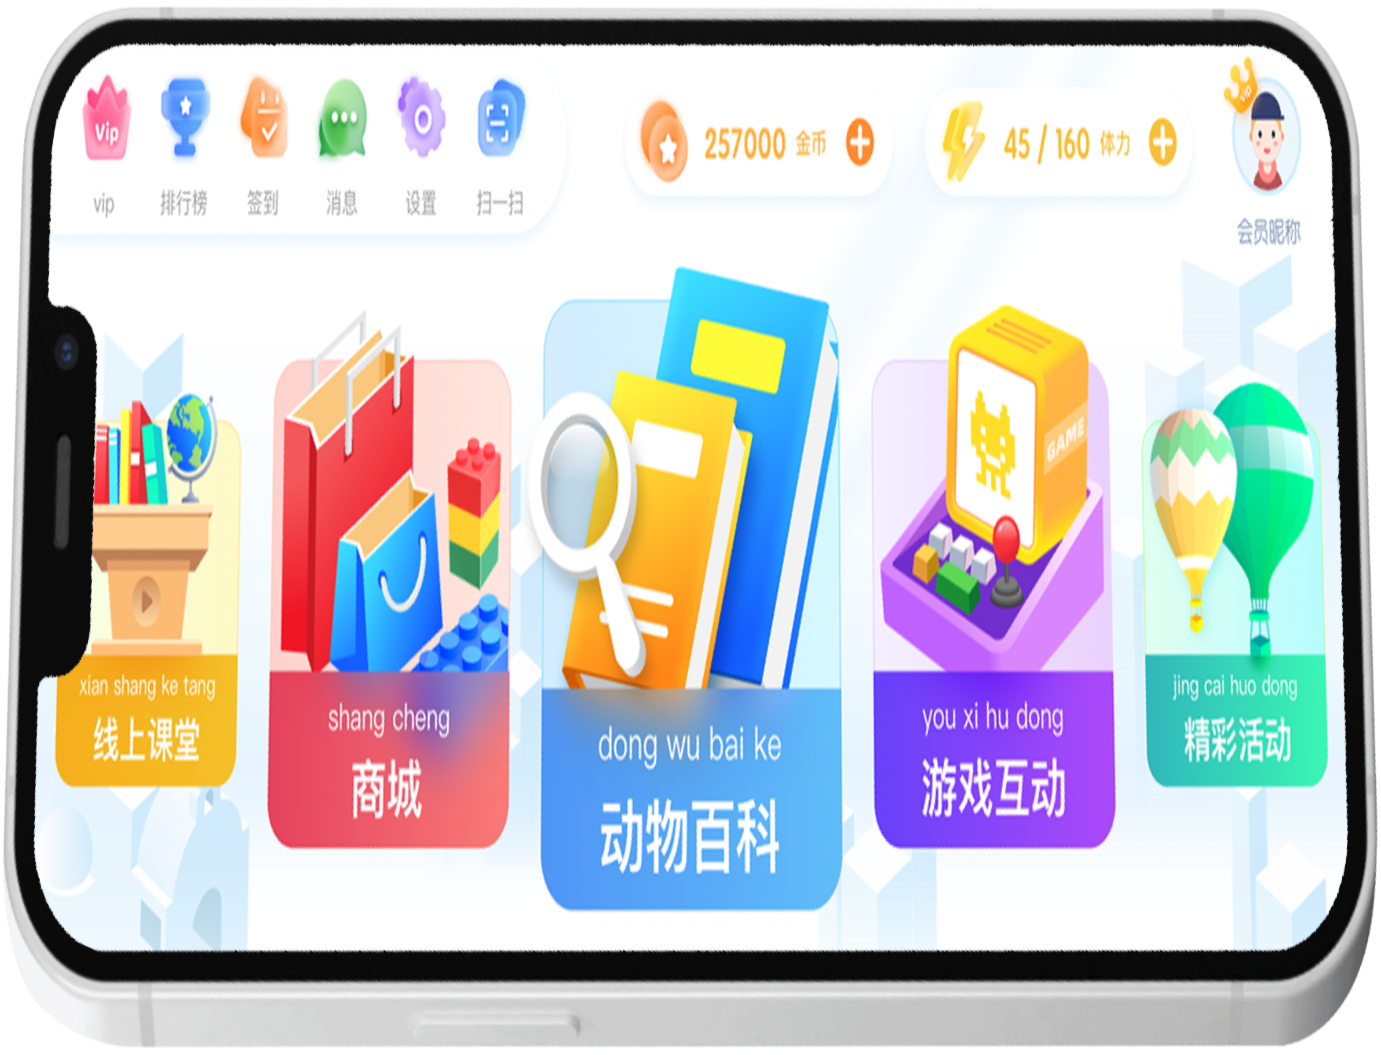 Vip
vip
排行榜
签到
消息
设置
扫一扫
257000 金币
45 / 160 体力
vip
会员昵称
GAME
xian shang ke tang
线上课堂
shang cheng
商城
dong wu bai ke
动物百科
you xi hu dong
游戏互动
jing cai huo dong
精彩活动